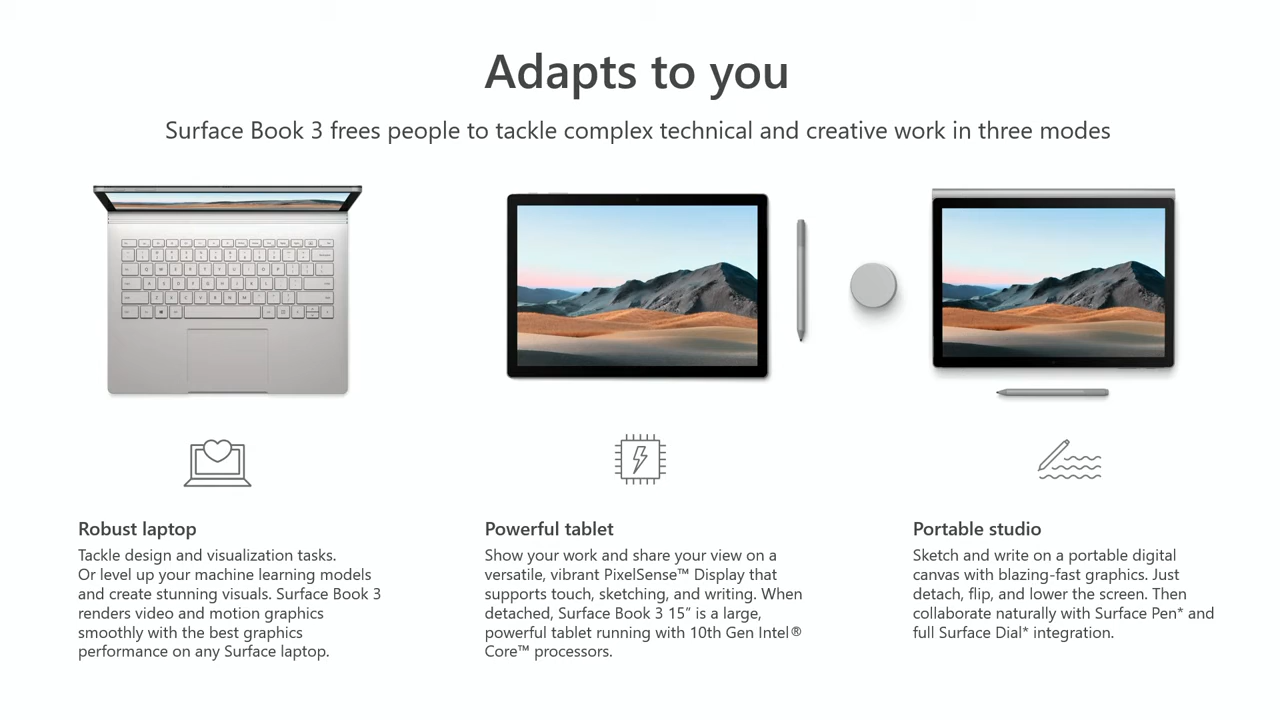 Adapts to you
Surface Book 3 frees people to tackle complex technical and creative work in three modes
Robust laptop
Tackle design and visualization tasks.
Or level up your machine learning models
and create stunning visuals. Surface Book 3
renders video and motion graphics
smoothly with the best graphics
performance on any Surface laptop.
Powerful tablet
Show your work and share your view on a
versatile, vibrant PixelSense™ Display that
supports touch, sketching, and writing. When
detached, Surface Book 3 15” is a large,
powerful tablet running with 10th Gen Intel®
Core™ processors.
Portable studio
Sketch and write on a portable digital
canvas with blazing-fast graphics. Just
detach, flip, and lower the screen. Then
collaborate naturally with Surface Pen* and
full Surface Dial* integration.